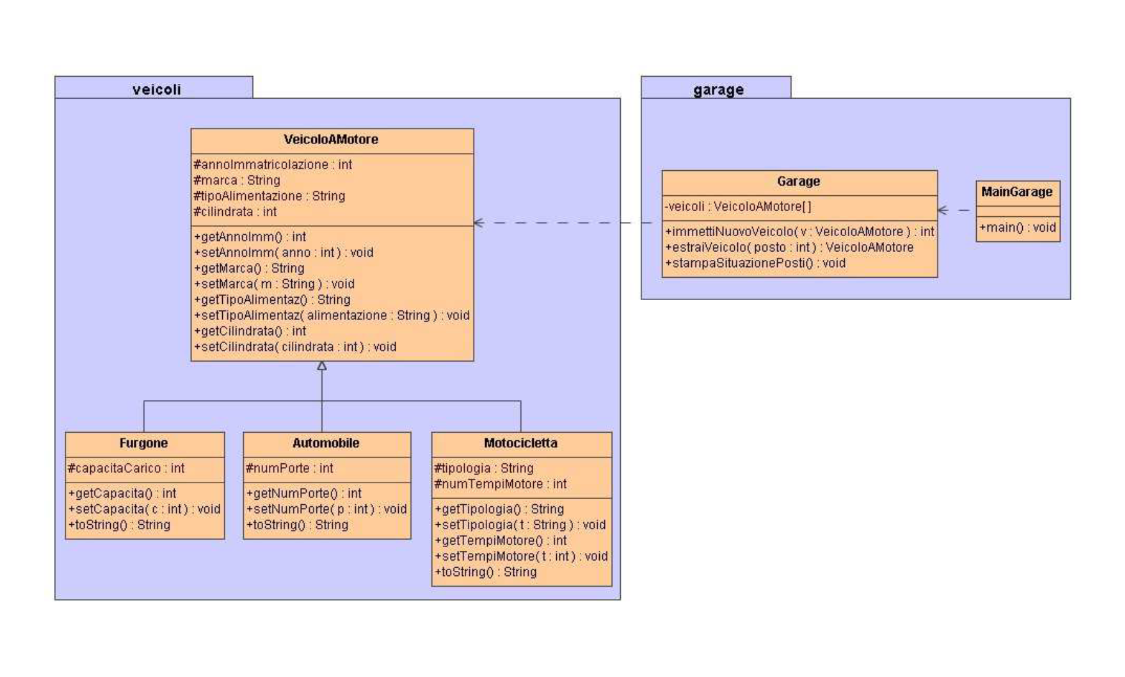 veicoli
VeicoloAMotore
#annoImmatricolazione : int
#marca : String
#tipoAlimentazione : String
#cilindrata : int
+getAnnoImm() : int
+setAnnoImm( anno : int ) : void
+getMarca() : String
+setMarca( m : String ) : void
+getTipoAlimentaz() : String
+setTipoAlimentaz( alimentazione : String ) : void
+getCilindrata() : int
+setCilindrata( cilindrata : int ) : void
Furgone
#capacitaCarico : int
+getCapacita() : int
+setCapacita( c : int ) : void
+toString() : String
Automobile
#numPorte : int
+getNumPorte() : int
+setNumPorte( p : int ) : void
+toString() : String
Motocicletta
#tipologia : String
#numTempiMotore : int
+getTipologia() : String
+setTipologia( t : String ) : void
+getTempiMotore() : int
+setTempiMotore( t : int ) : void
+toString() : String
garage
Garage
-veicoli : VeicoloAMotore[]
+immettiNuovoVeicolo( v : VeicoloAMotore ) : int
+estraiVeicolo( posto : int ) : VeicoloAMotore
+stampaSituazionePosti() : void
MainGarage
+main() : void